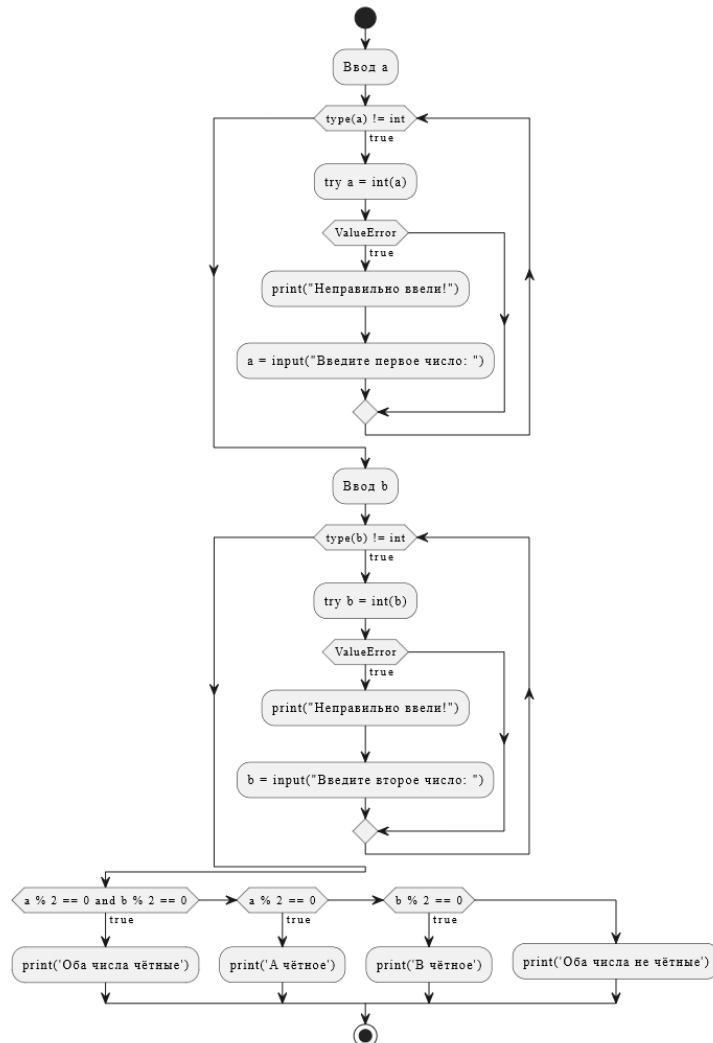 Ввод a
type(a) != int
true
try a = int(a)
ValueError
true
print("Неправильно ввели!")
a = input("Введите первое число: ")
Ввод b
type(b) != int
true
try b = int(b)
ValueError
true
print("Неправильно ввели!")
b = input("Введите второе число: ")
a % 2 == 0 and b % 2 == 0
a % 2 == 0
b % 2 == 0
true
true
true
print('Оба числа чётные')
print('А чётное')
print('В чётное')
print('Оба числа не чётные')